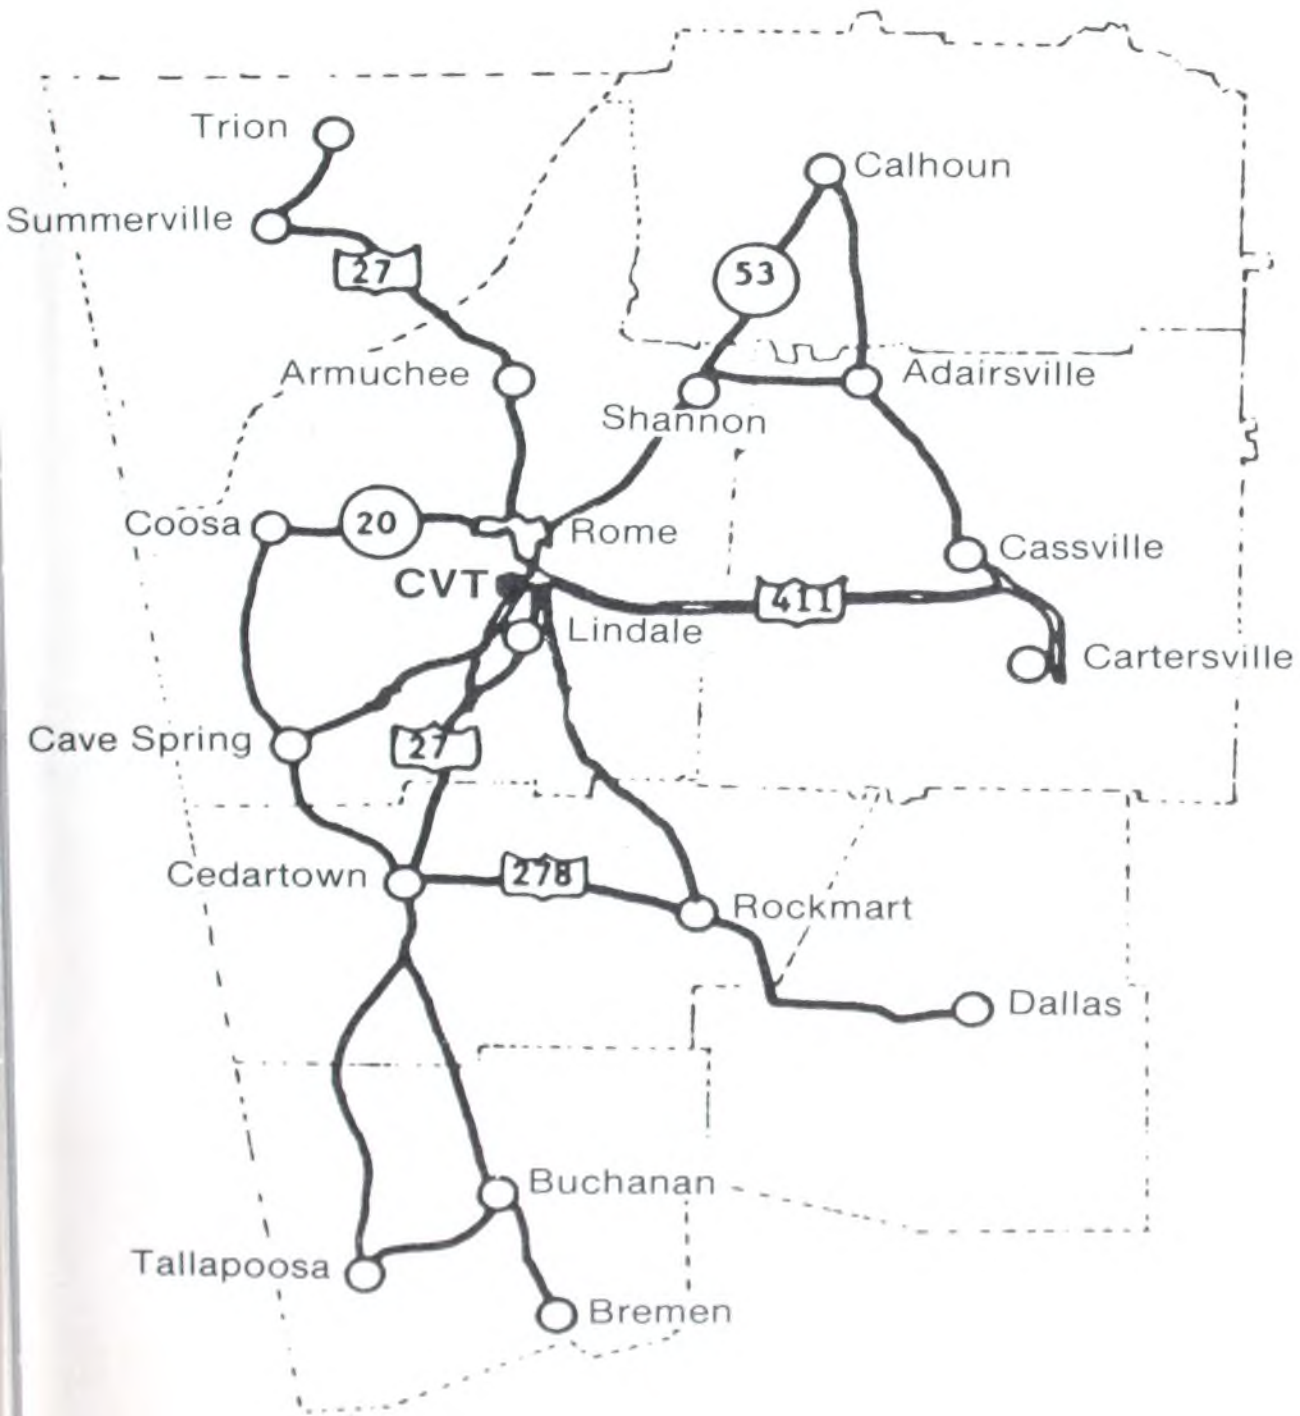 Trion
Calhoun
Summerville
27
53
Armuchee
Adairsville
Shannon
Coosa
20
Rome
Cassville
CVT
411
Lindale
Cartersville
Cave Spring
27
Cedartown
278
Rockmart
Dallas
Buchanan
Tallapoosa
Bremen